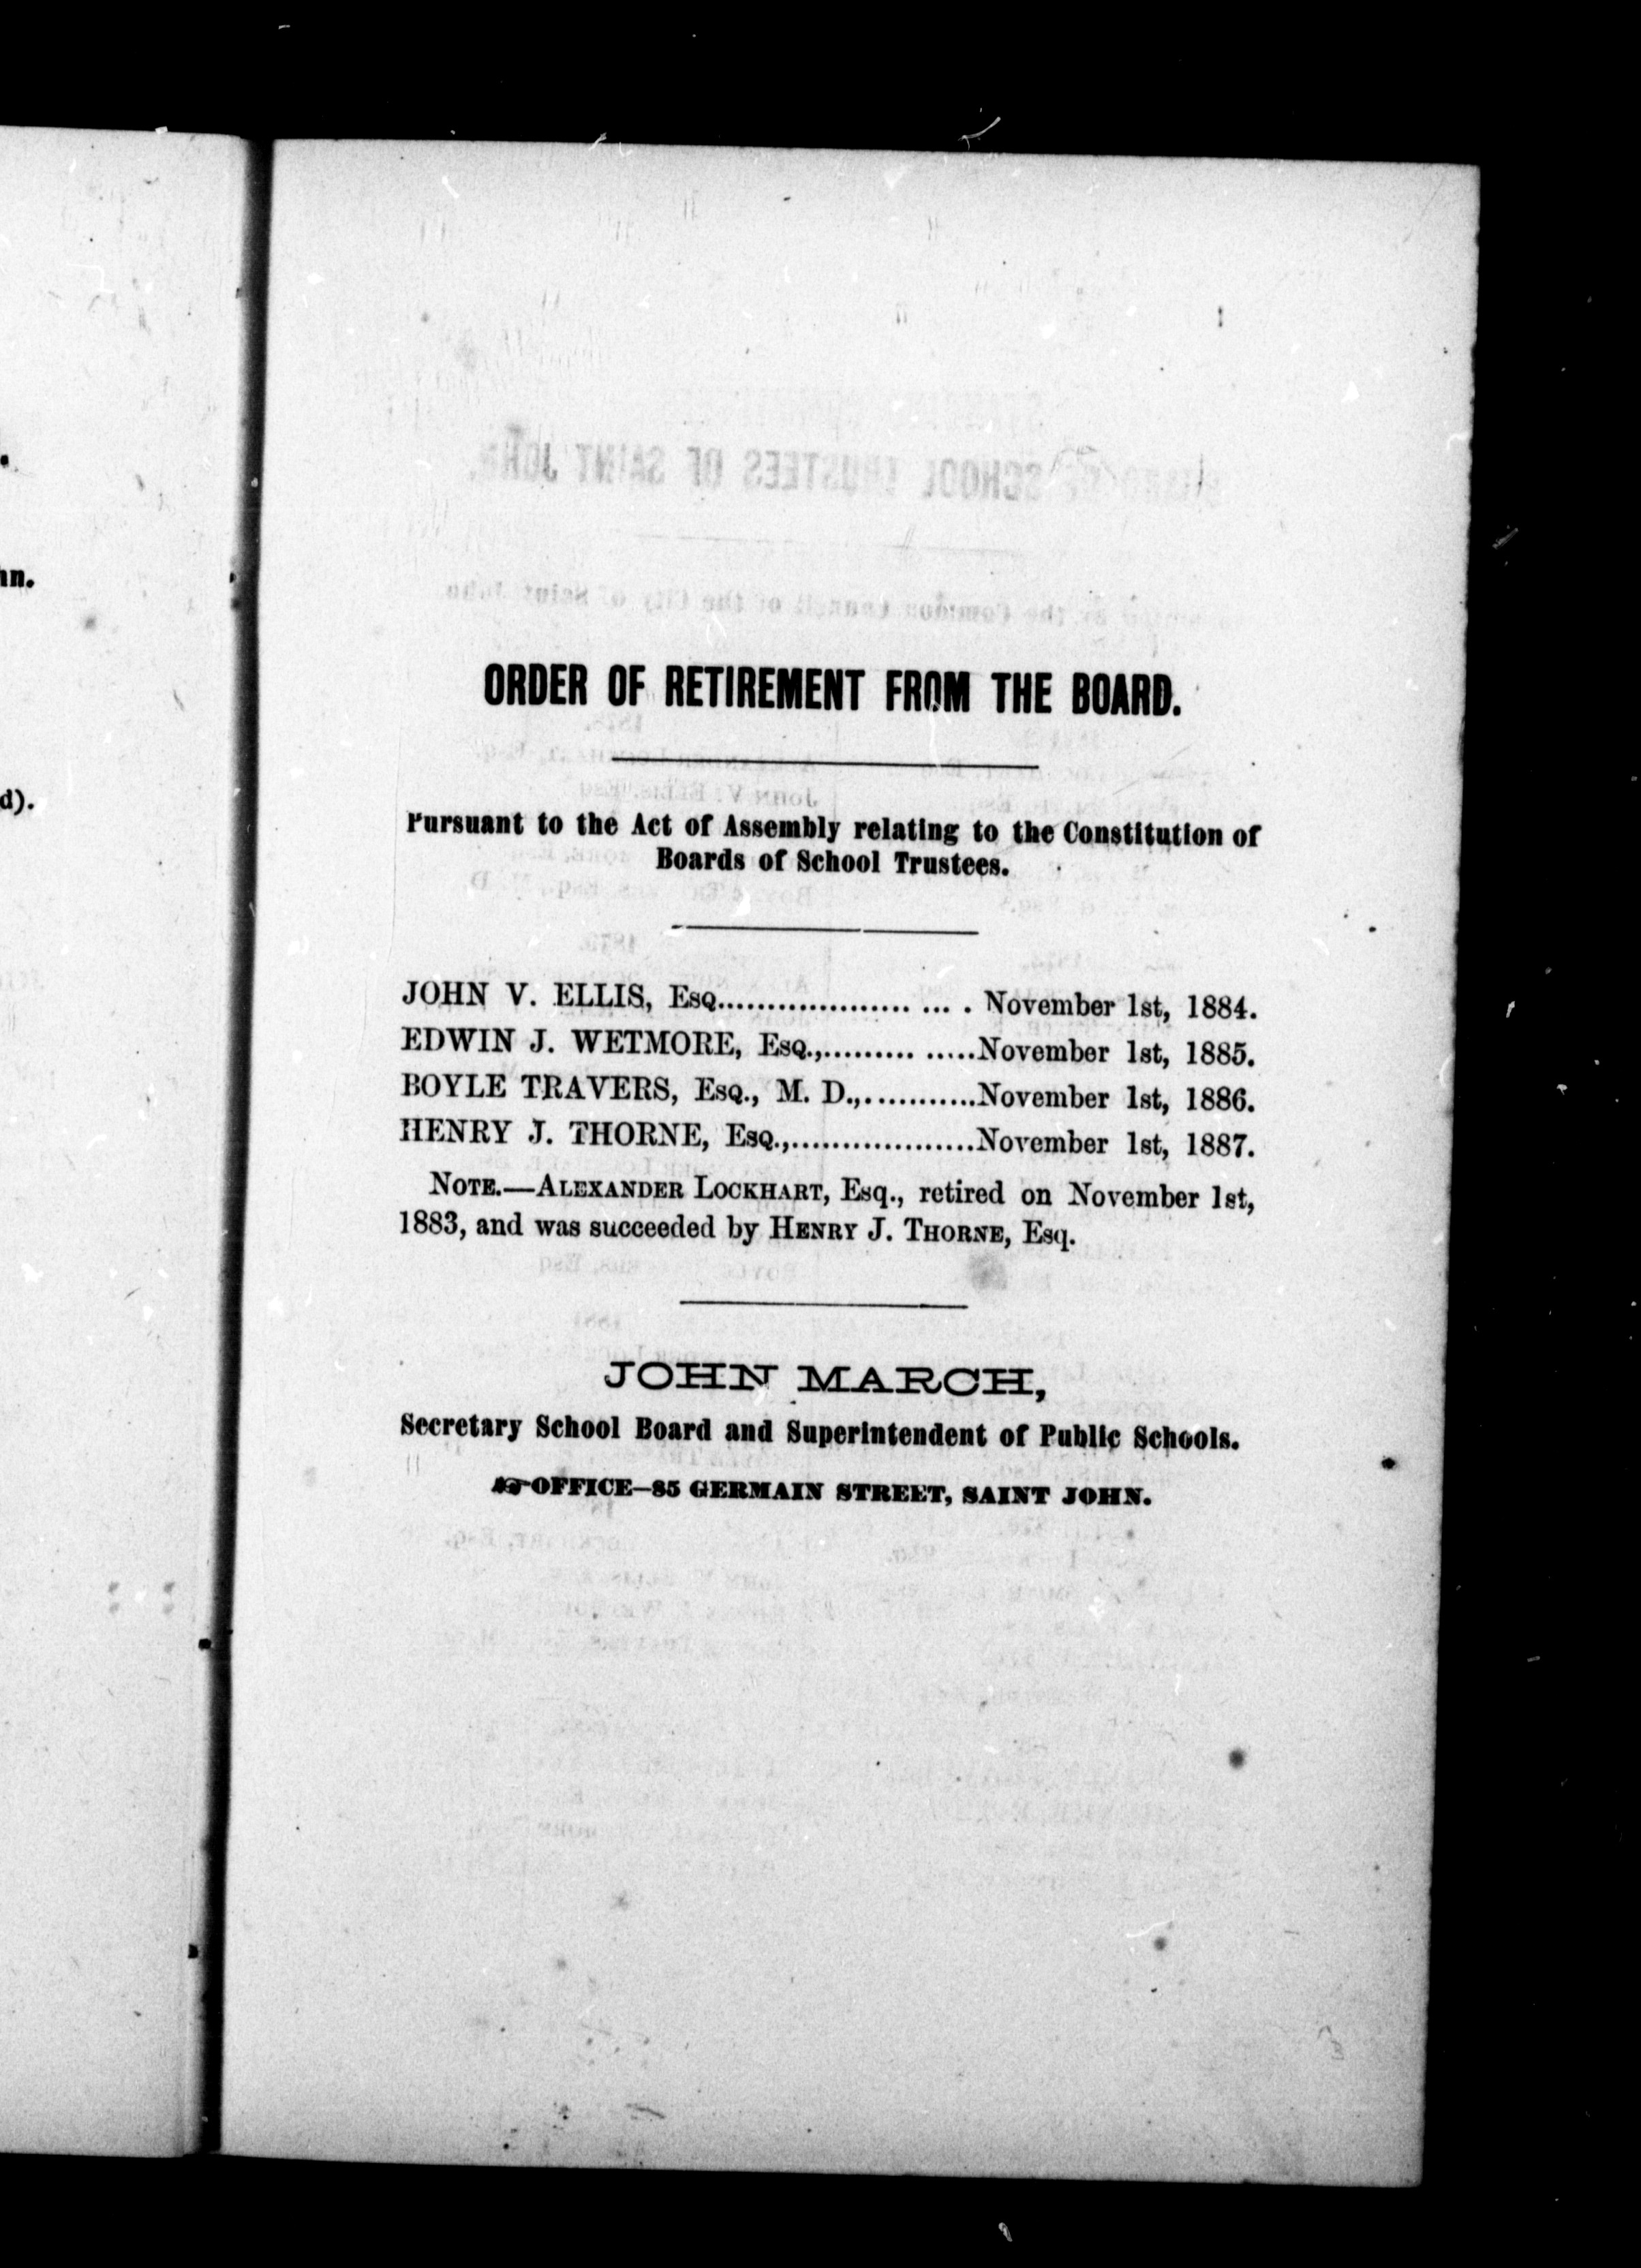 nn.
d).
ORDER OF RETIREMENT FROM THE BOARD.
Pursuant to the Act of Assembly relating to the Constitution of
Boards of School Trustees.
JOHN V. ELLIS, Esq................... ... . November 1st, 1884.
EDWIN J. WETMORE, Esq.,......... .....November 1st, 1885.
BOYLE TRAVERS, Esq., M. D.,...........November 1st, 1886.
HENRY J. THORNE, Esq.,..................November 1st, 1887.
Note.—Alexander Lockhart, Esq., retired on November 1st,
1883, and was succeeded by Henry J. Thorne, Esq.
JOHN MARCH,
Secretary School Board and Superintendent of Public Schools.
☞OFFICE—85 GERMAIN STREET, SAINT JOHN.